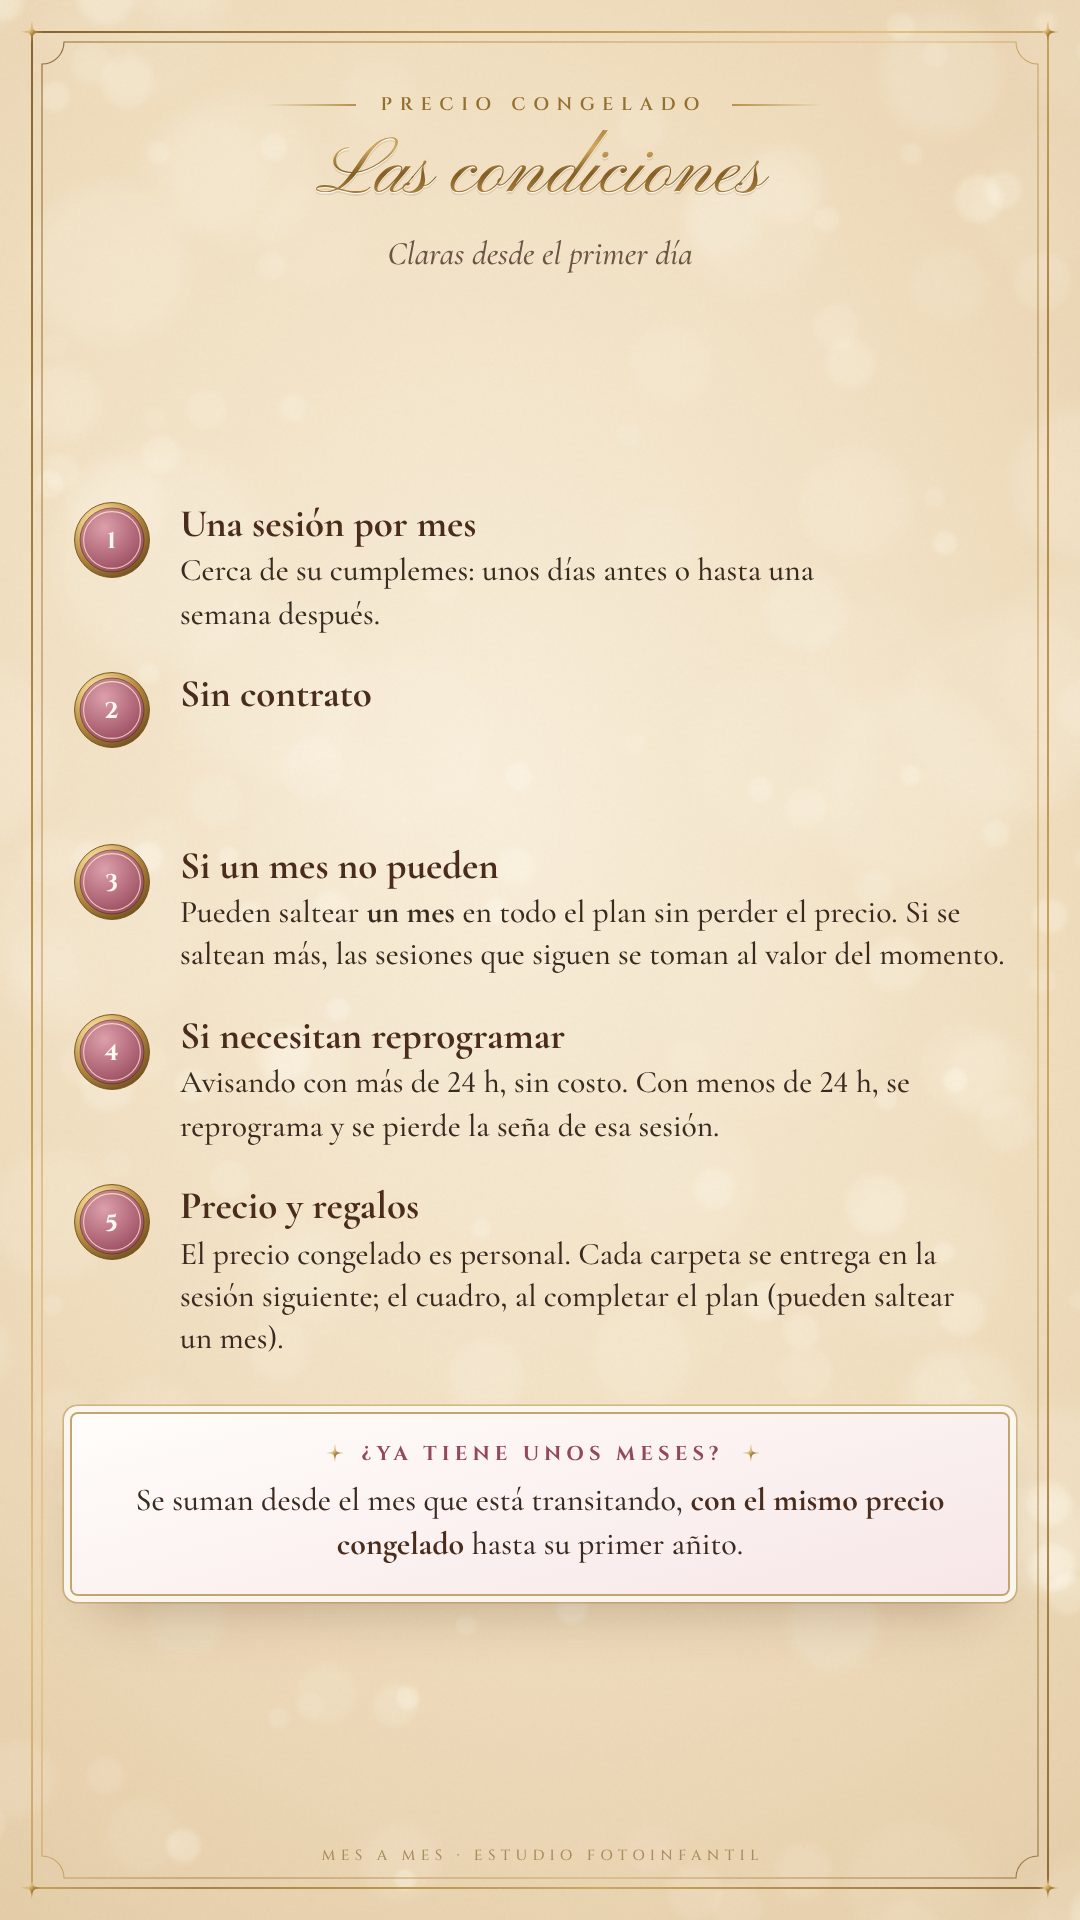 PRECIO CONGELADO
Las condiciones
Claras desde el primer día
1
Una sesión por mes
Cerca de su cumplemes: unos días antes o hasta una
semana después.
2
Sin contrato
3
Si un mes no pueden
Pueden saltear un mes en todo el plan sin perder el precio. Si se
saltean más, las sesiones que siguen se toman al valor del momento.
4
Si necesitan reprogramar
Avisando con más de 24 h, sin costo. Con menos de 24 h, se
reprograma y se pierde la seña de esa sesión.
5
Precio y regalos
El precio congelado es personal. Cada carpeta se entrega en la
sesión siguiente; el cuadro, al completar el plan (pueden saltear
un mes).
¿YA TIENE UNOS MESES?
Se suman desde el mes que está transitando, con el mismo precio
congelado hasta su primer añito.
MES A MES · ESTUDIO FOTOINFANTIL